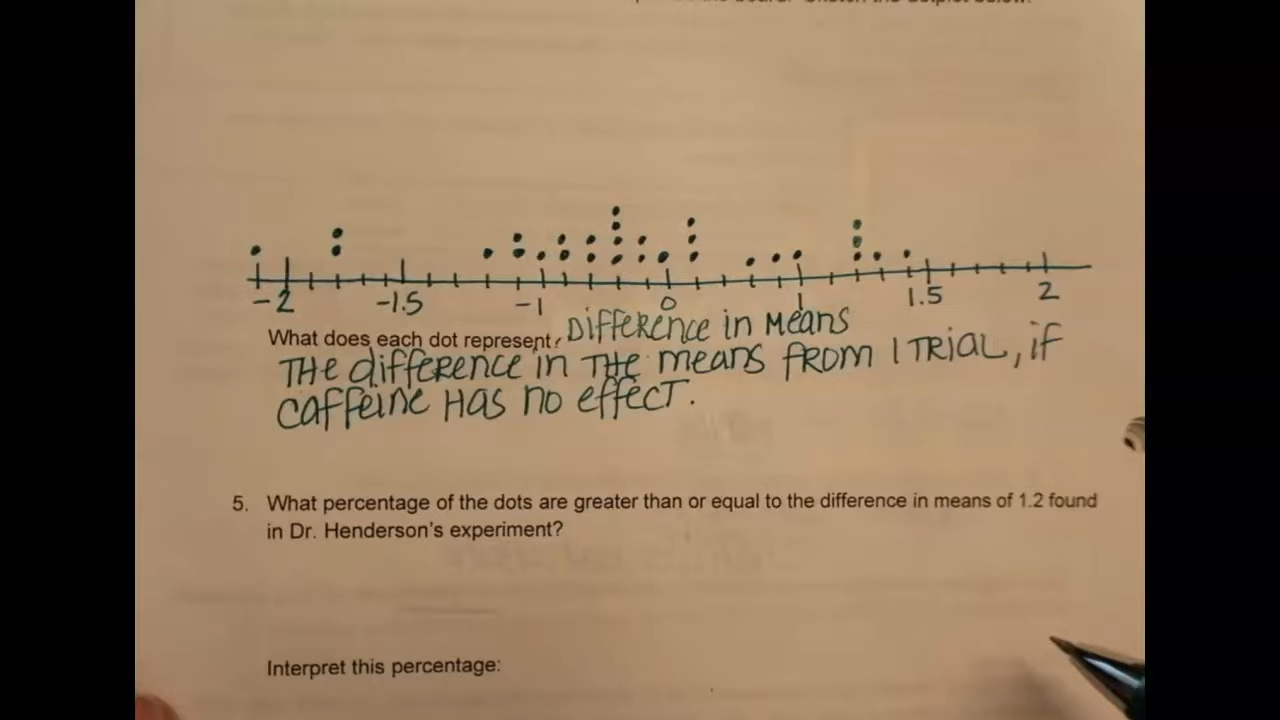 -2 -1.5 -1 0 1 1.5 2
What does each dot represent
Difference in Means
THe difference in THe means from 1 TRIAL, if
caffeine HAS no effecT.
5. What percentage of the dots are greater than or equal to the difference in means of 1.2 found
in Dr. Henderson's experiment?
Interpret this percentage: